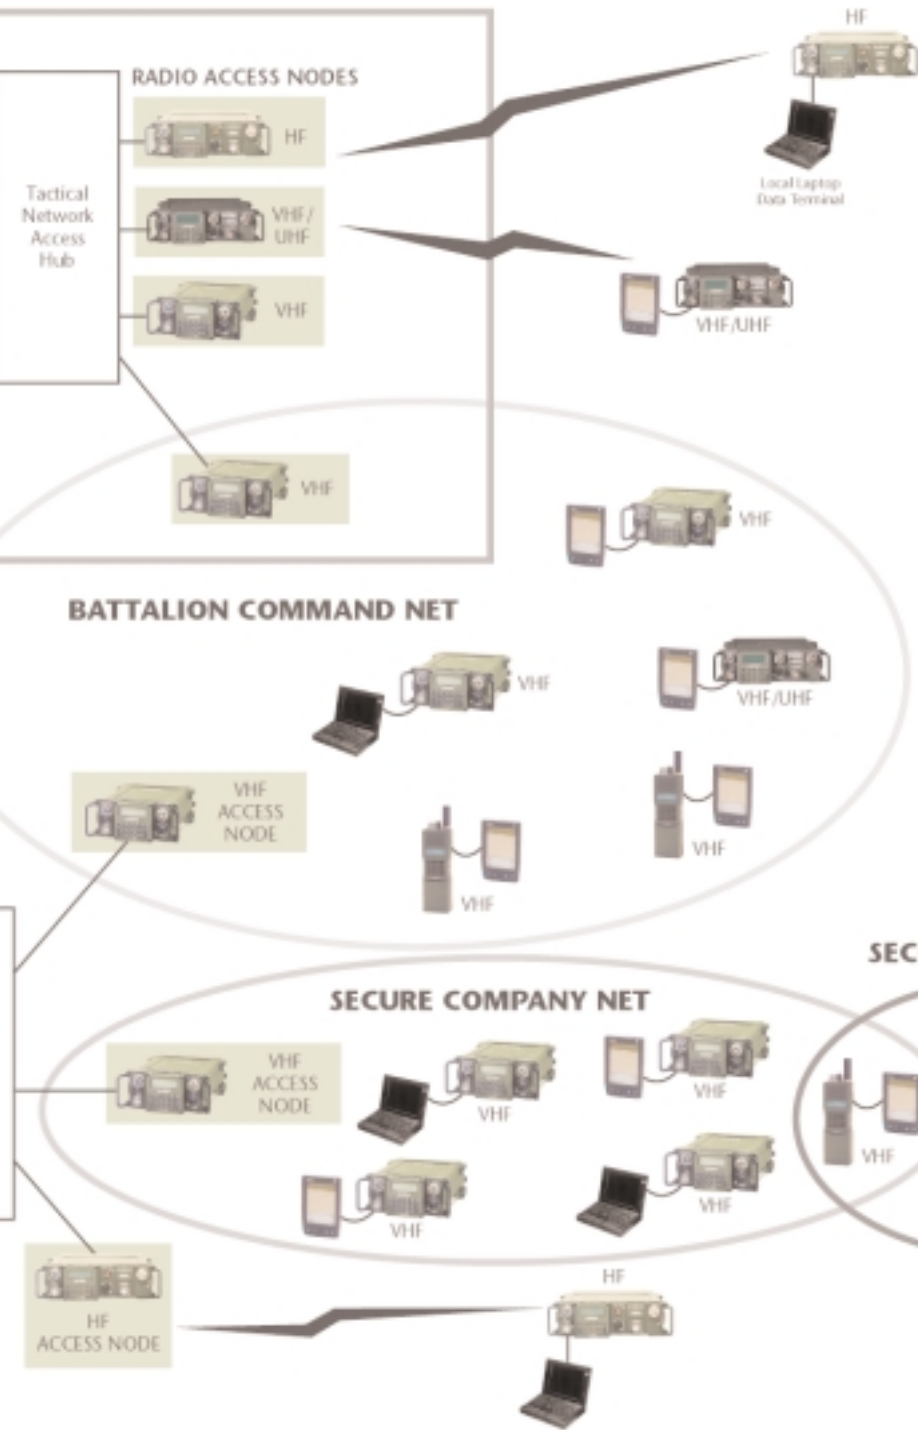 HF
RADIO ACCESS NODES
HF
Tactical
Network
Access
Hub
VHF/
UHF
VHF
Local Laptop
Data Terminal
VHF/UHF
VHF
VHF
BATTALION COMMAND NET
VHF
VHF/UHF
VHF
ACCESS
NODE
VHF
VHF
SEC
SECURE COMPANY NET
VHF
ACCESS
NODE
VHF
VHF
VHF
VHF
VHF
HF
HF
ACCESS NODE